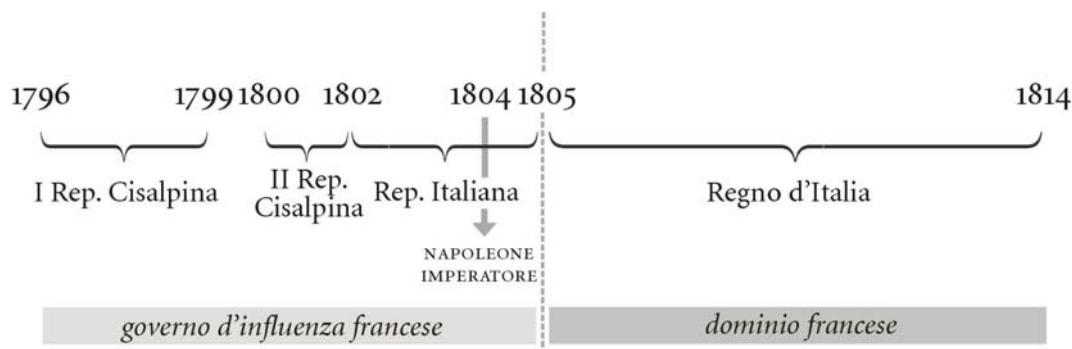 1796 1799 1800 1802 1804 1805 1814
I Rep. Cisalpina
II Rep.
Cisalpina
Rep. Italiana
Regno d'Italia
NAPOLEONE
IMPERATORE
governo d'influenza francese
dominio francese